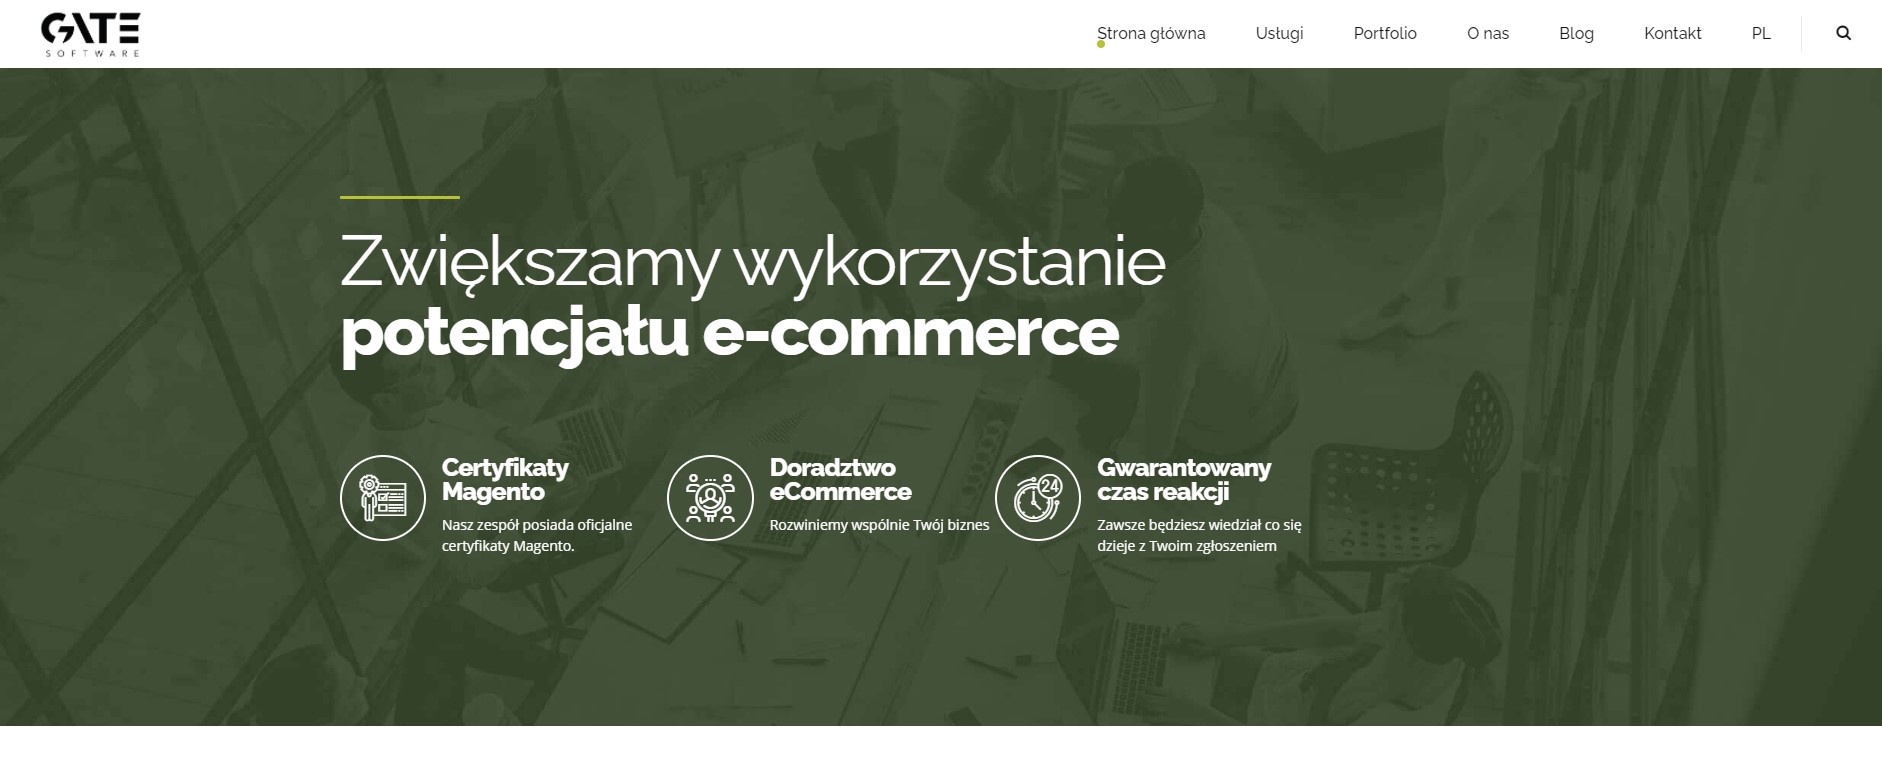 GATE
SOFTWARE
Strona główna
Usługi
Portfolio
O nas
Blog
Kontakt
PL
Zwiększamy wykorzystanie
potencjału e-commerce
Certyfikaty
Magento
Nasz zespół posiada oficjalne
certyfikaty Magento.
Doradztwo
eCommerce
Rozwiniemy wspólnie Twój biznes
24
Gwarantowany
czas reakcji
Zawsze będziesz wiedział co się
dzieje z Twoim zgłoszeniem